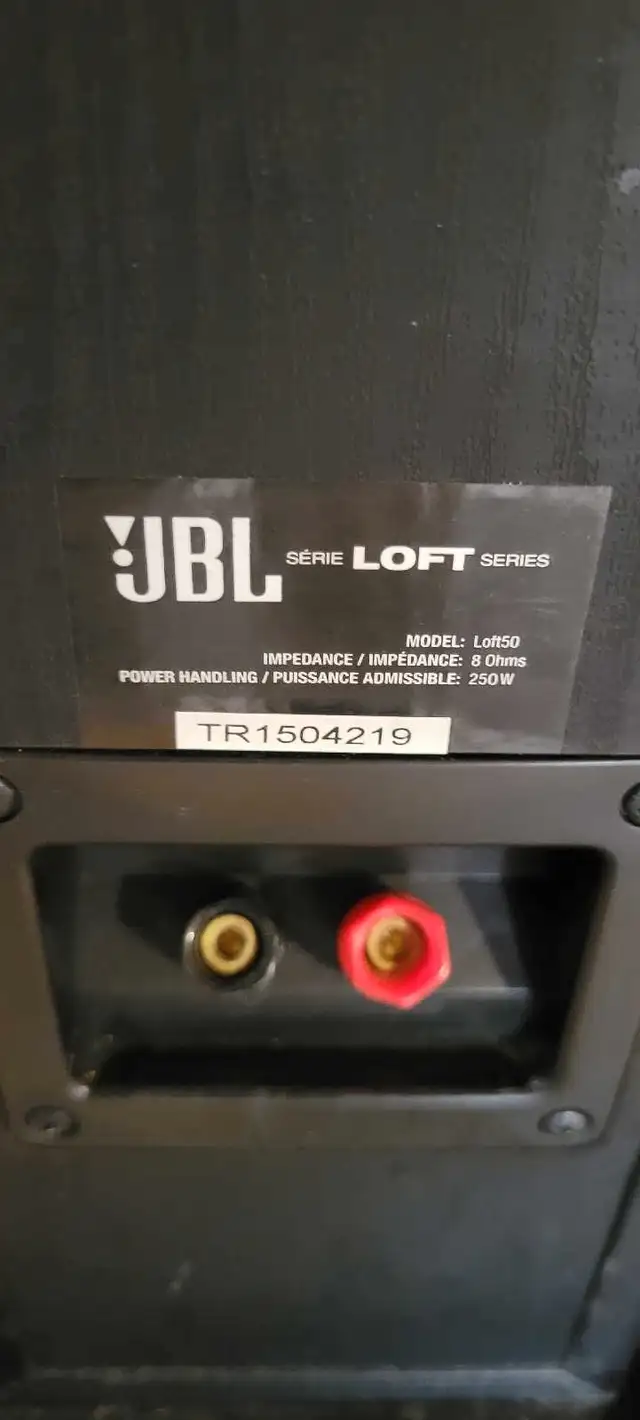 JBL SÉRIE LOFT SERIES
MODEL: Loft50
IMPEDANCE / IMPÉDANCE: 8 Ohms
POWER HANDLING / PUISSANCE ADMISSIBLE: 250W
TR1504219